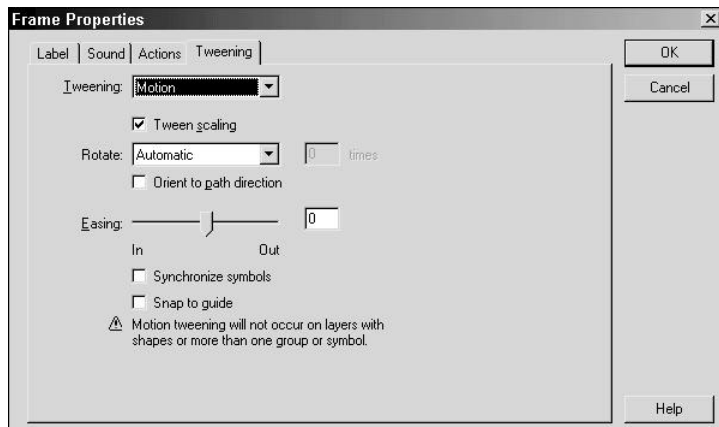 Frame Properties
Label Sound Actions Tweening
OK
Cancel
Tweening: Motion
Tween scaling
Rotate: Automatic 0 times
Orient to path direction
Easing: 0
In Out
Synchronize symbols
Snap to guide
Motion tweening will not occur on layers with
shapes or more than one group or symbol.
Help